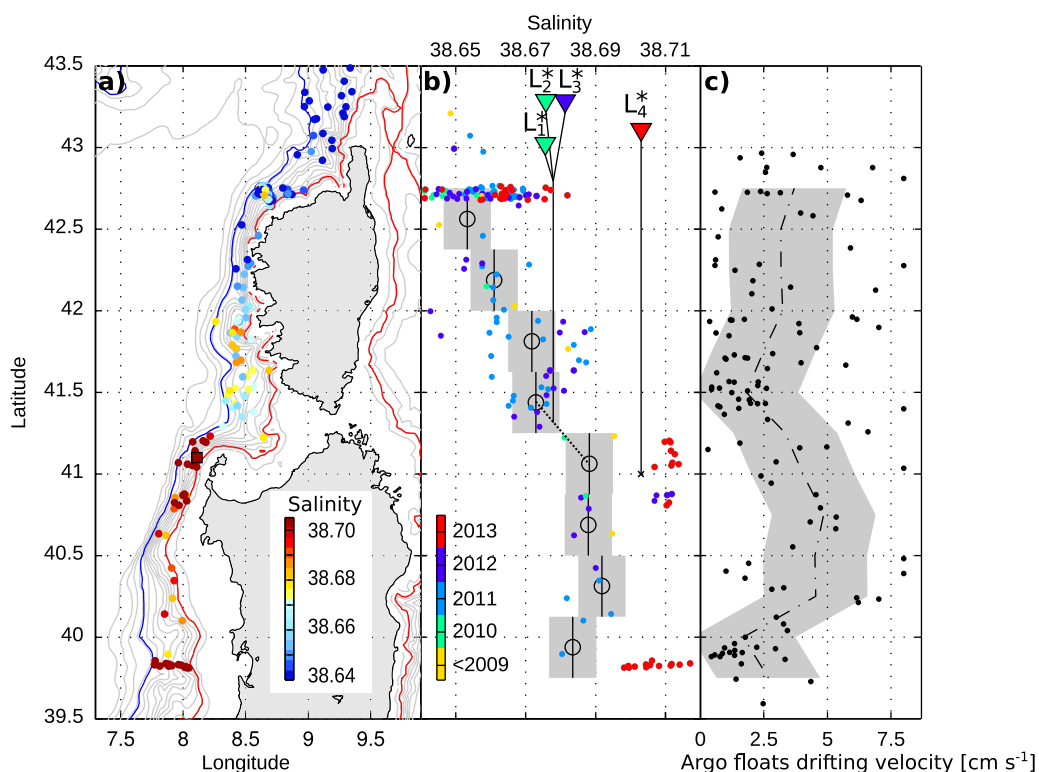 Salinity
38.65 38.67 38.69 38.71
43.5
a) b) c)
L*2 L*3
L*4
L*1
43
42.5
42
41.5
41
40.5
40
39.5
Latitude
Salinity
38.70
38.68
38.66
38.64
2013
2012
2011
2010
<2009
7.5 8 8.5 9 9.5
0 2.5 5 7.5
Longitude
Argo floats drifting velocity [cm s-1]